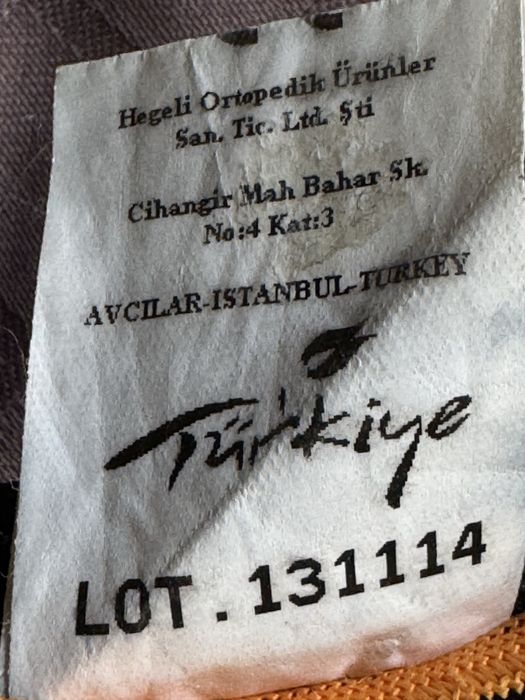 Hegeli Ortopedik Ürünler
San. Tic. Ltd. Şti
Cihangir Mah Bahar Sk.
No:4 Kat:3
AVCILAR-ISTANBUL-TURKEY
Türkiye
LOT.131114